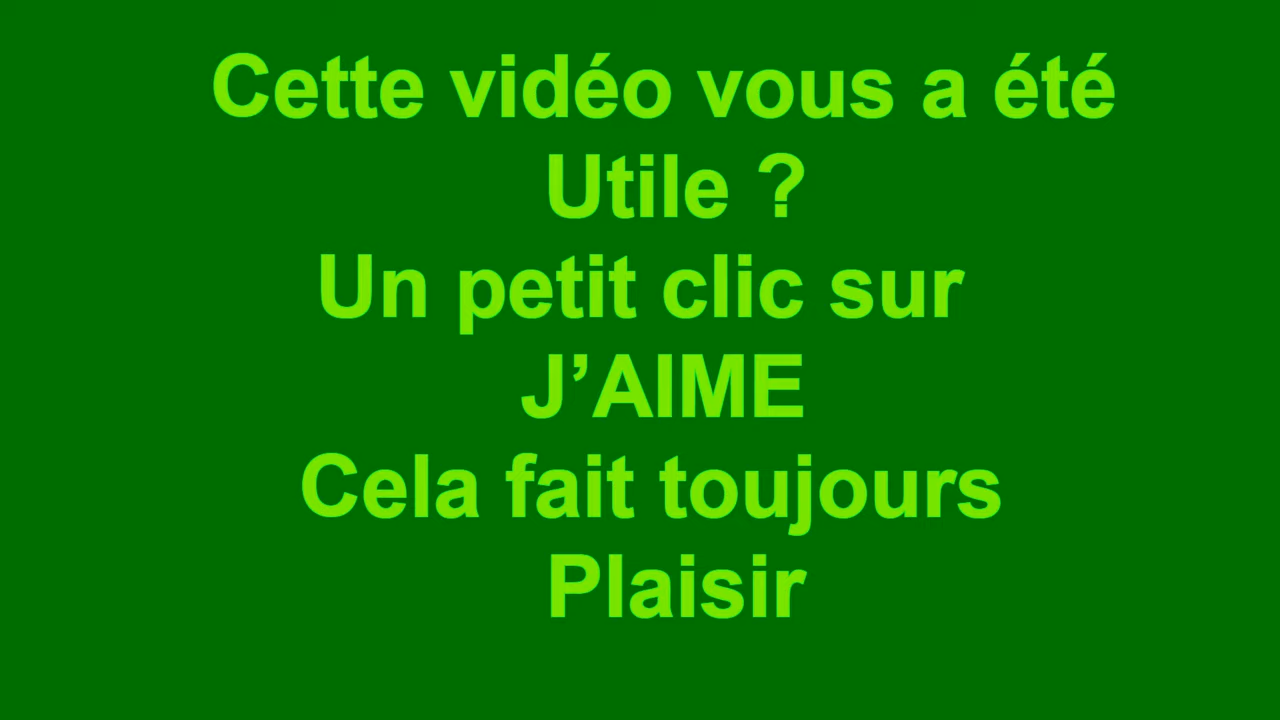 Cette vidéo vous a été
Utile ?
Un petit clic sur
J’AIME
Cela fait toujours
Plaisir